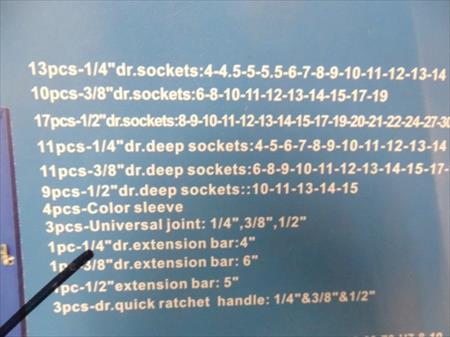 13pcs-1/4"dr.sockets:4-4.5-5-5.5-6-7-8-9-10-11-12-13-14
10pcs-3/8"dr.sockets:6-8-10-11-12-13-14-15-17-19
17pcs-1/2"dr.sockets:8-9-10-11-12-13-14-15-17-19-20-21-22-24-27-30
11pcs-1/4"dr.deep sockets:4-5-6-7-8-9-10-11-12-13-14
11pcs-3/8"dr.deep sockets:6-8-9-10-11-12-13-14-15-17-
9pcs-1/2"dr.deep sockets::10-11-13-14-15
4pcs-Color sleeve
3pcs-Universal joint: 1/4",3/8",1/2"
1pc-1/4"dr.extension bar:4"
1pc-3/8"dr.extension bar: 6"
1pc-1/2"extension bar: 5"
3pcs-dr.quick ratchet handle: 1/4"&3/8"&1/2"